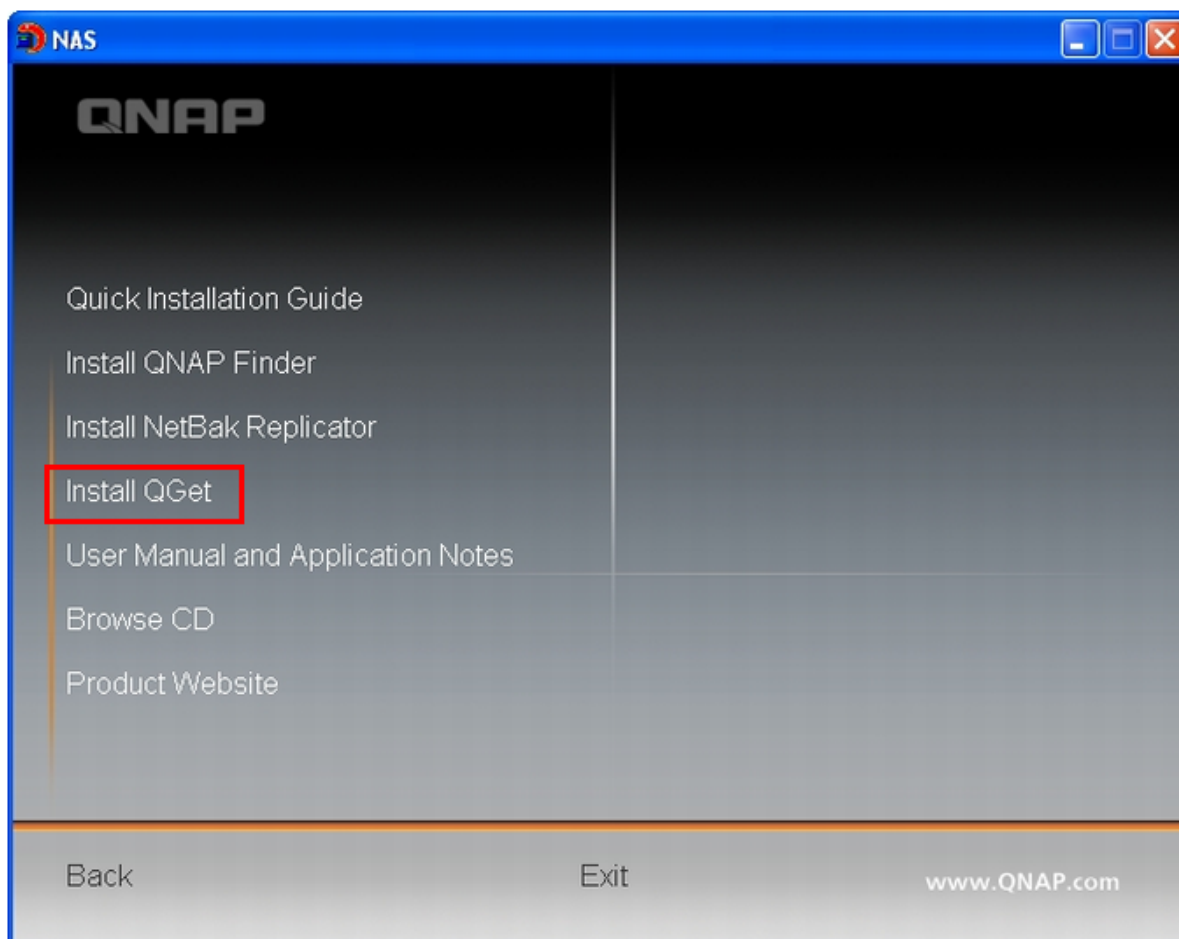 NAS
QNAP
Quick Installation Guide
Install QNAP Finder
Install NetBak Replicator
Install QGet
User Manual and Application Notes
Browse CD
Product Website
Back
Exit
www.QNAP.com